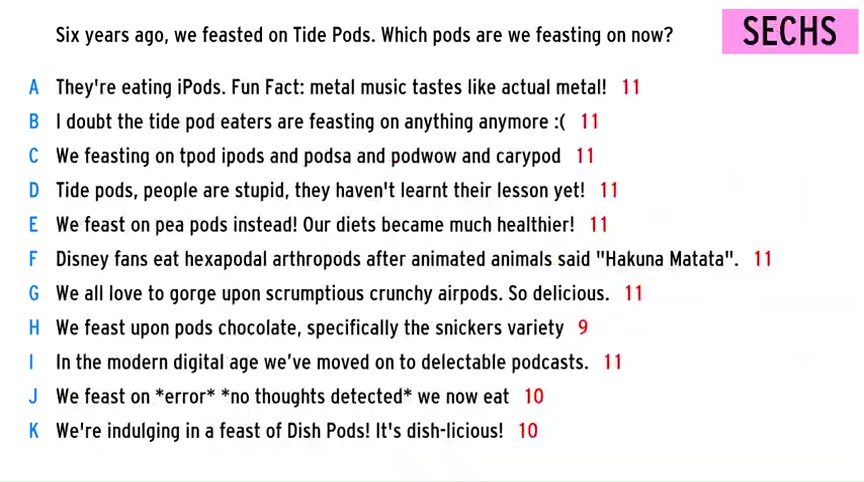 Six years ago, we feasted on Tide Pods. Which pods are we feasting on now?
SECHS
A They're eating iPods. Fun Fact: metal music tastes like actual metal! 11
B I doubt the tide pod eaters are feasting on anything anymore :( 11
C We feasting on tpod ipods and podsa and podwow and carypod 11
D Tide pods, people are stupid, they haven't learnt their lesson yet! 11
E We feast on pea pods instead! Our diets became much healthier! 11
F Disney fans eat hexapodal arthropods after animated animals said "Hakuna Matata". 11
G We all love to gorge upon scrumptious crunchy airpods. So delicious. 11
H We feast upon pods chocolate, specifically the snickers variety 9
I In the modern digital age we've moved on to delectable podcasts. 11
J We feast on *error* *no thoughts detected* we now eat 10
K We're indulging in a feast of Dish Pods! It's dish-licious! 10